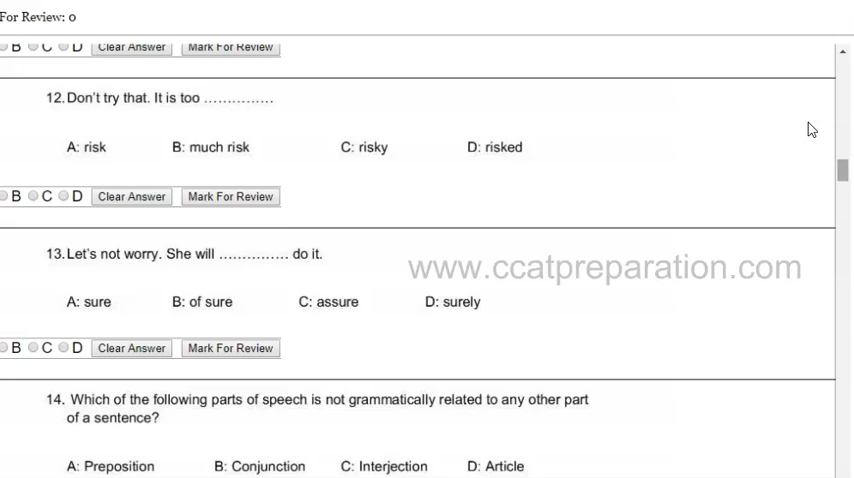 For Review: 0
B C D Clear Answer Mark For Review
12. Don't try that. It is too ……………
A: risk B: much risk C: risky D: risked
B C D Clear Answer Mark For Review
13. Let's not worry. She will …………… do it.
www.ccatpreparation.com
A: sure B: of sure C: assure D: surely
B C D Clear Answer Mark For Review
14. Which of the following parts of speech is not grammatically related to any other part
of a sentence?
A: Preposition B: Conjunction C: Interjection D: Article